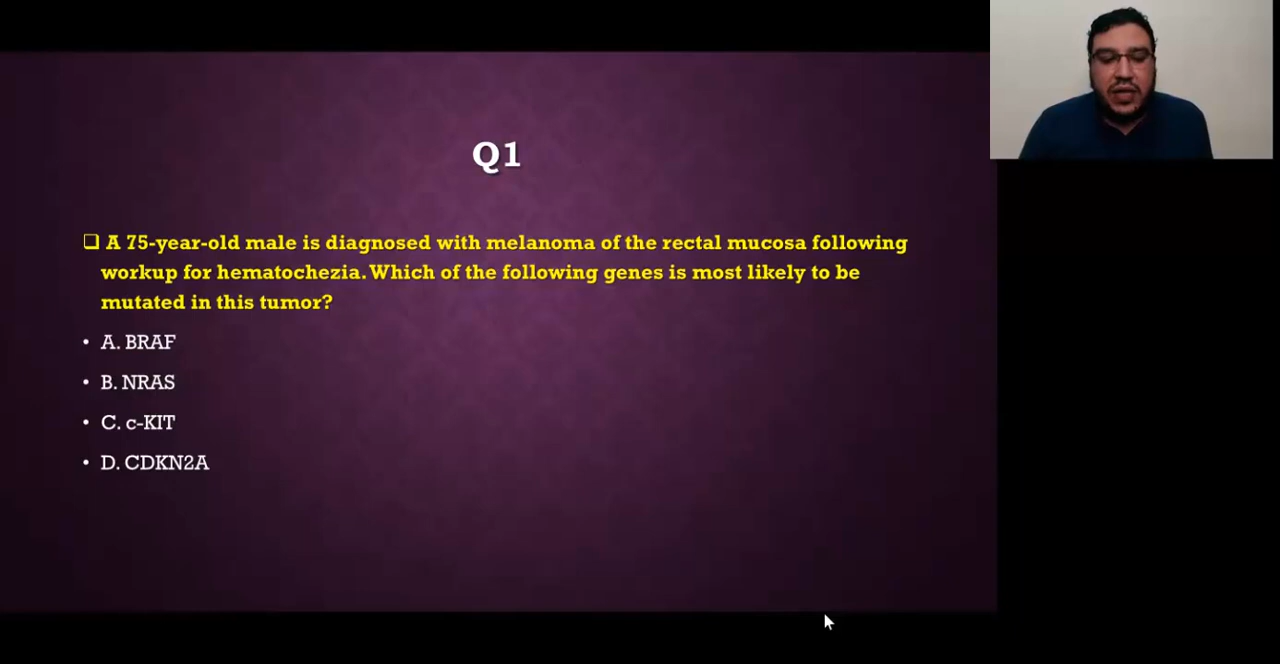 Q1
❑ A 75-year-old male is diagnosed with melanoma of the rectal mucosa following
workup for hematochezia. Which of the following genes is most likely to be
mutated in this tumor?
• A. BRAF
• B. NRAS
• C. c-KIT
• D. CDKN2A